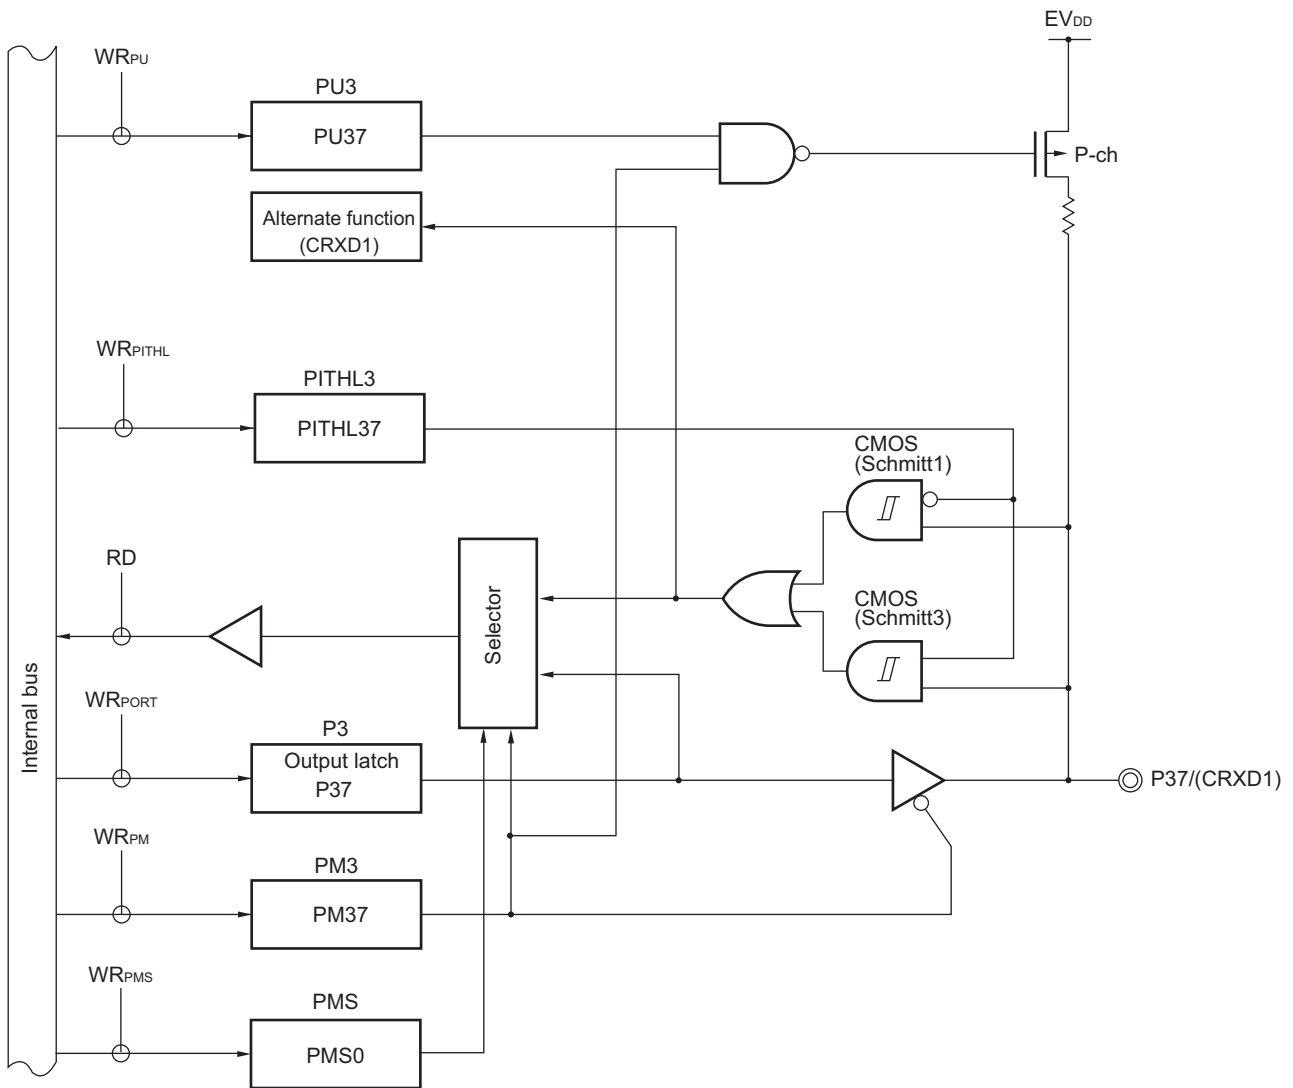 EVDD
WRPU
PU3
PU37
P-ch
Alternate function
(CRXD1)
WRPITHL
PITHL3
PITHL37
CMOS
(Schmitt1)
RD
Selector
CMOS
(Schmitt3)
Internal bus
WRPORT
P3
Output latch
P37
P37/(CRXD1)
WRPM
PM3
PM37
WRPMS
PMS
PMS0